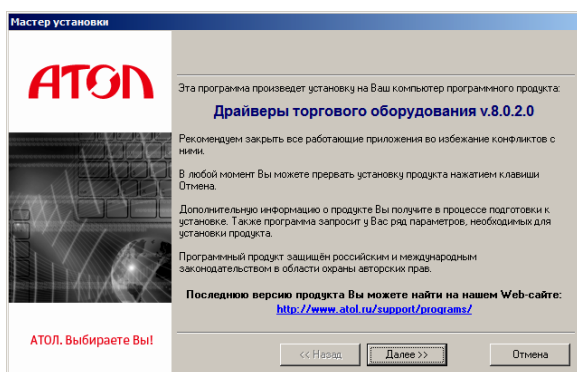 Мастер установки
АТОЛ
Эта программа произведет установку на Ваш компьютер программного продукта:
Драйверы торгового оборудования v.8.0.2.0
Рекомендуем закрыть все работающие приложения во избежание конфликтов с
ними.
В любой момент Вы можете прервать установку продукта нажатием клавиши
Отмена.
Дополнительную информацию о продукте Вы получите в процессе подготовки к
установке. Также программа запросит у Вас ряд параметров, необходимых для
установки продукта.
Программный продукт защищён российским и международным
законодательством в области охраны авторских прав.
Последнюю версию продукта Вы можете найти на нашем Web-сайте:
http://www.atol.ru/support/programs/
АТОЛ. Выбираете Вы!
<< Назад
Далее >>
Отмена